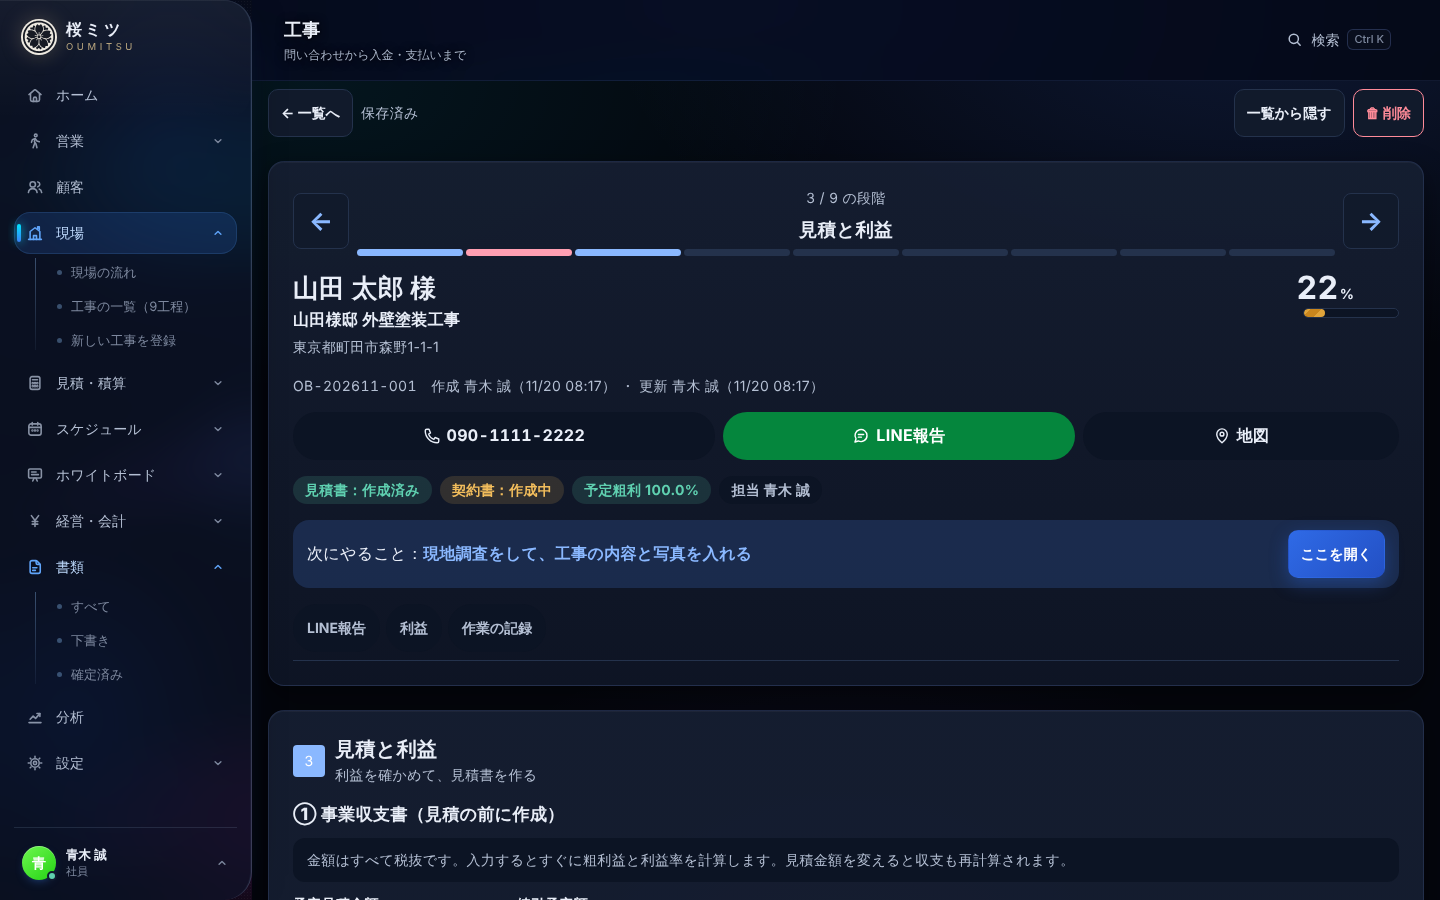 桜ミツ
OUMITSU
ホーム
営業
顧客
現場
現場の流れ
工事の一覧（9工程）
新しい工事を登録
見積・積算
スケジュール
ホワイトボード
経営・会計
書類
すべて
下書き
確定済み
分析
設定
青
青木 誠
社員
工事
問い合わせから入金・支払いまで
検索 Ctrl K
← 一覧へ 保存済み
一覧から隠す 削除
3 / 9 の段階
見積と利益
山田 太郎 様
22%
山田様邸 外壁塗装工事
東京都町田市森野1-1-1
OB-202611-001 作成 青木 誠（11/20 08:17） ・ 更新 青木 誠（11/20 08:17）
090-1111-2222 LINE報告 地図
見積書：作成済み 契約書：作成中 予定粗利 100.0% 担当 青木 誠
次にやること：現地調査をして、工事の内容と写真を入れる ここを開く
LINE報告 利益 作業の記録
3 見積と利益
利益を確かめて、見積書を作る
① 事業収支書（見積の前に作成）
金額はすべて税抜です。入力するとすぐに粗利益と利益率を計算します。見積金額を変えると収支も再計算されます。